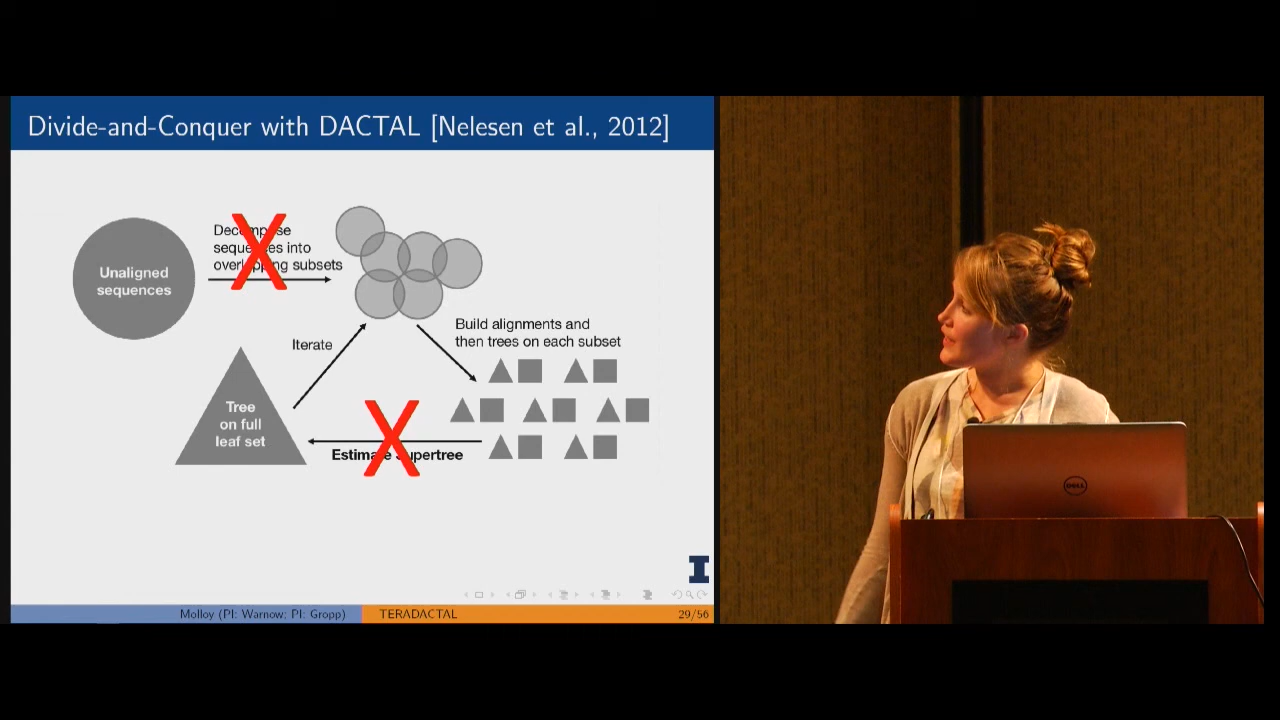 Divide-and-Conquer with DACTAL [Nelesen et al., 2012]
Unaligned
sequences
Decompose
sequences into
overlapping subsets
Iterate
Build alignments and
then trees on each subset
Tree
on full
leaf set
Estimate supertree
I
Molloy (PI: Warnow; PI: Gropp) TERADACTAL 29/56
DELL